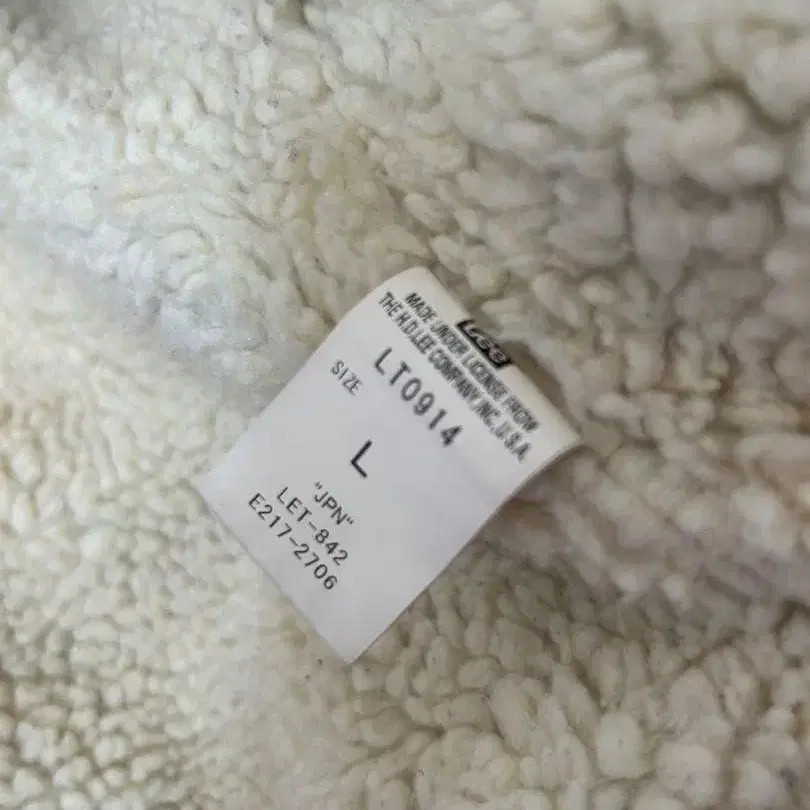 Lee
MADE UNDER LICENSE FROM
THE H.D.LEE COMPANY, INC., U.S.A.
LT0914
SIZE
L
"JPN"
LET-842
E217-2706